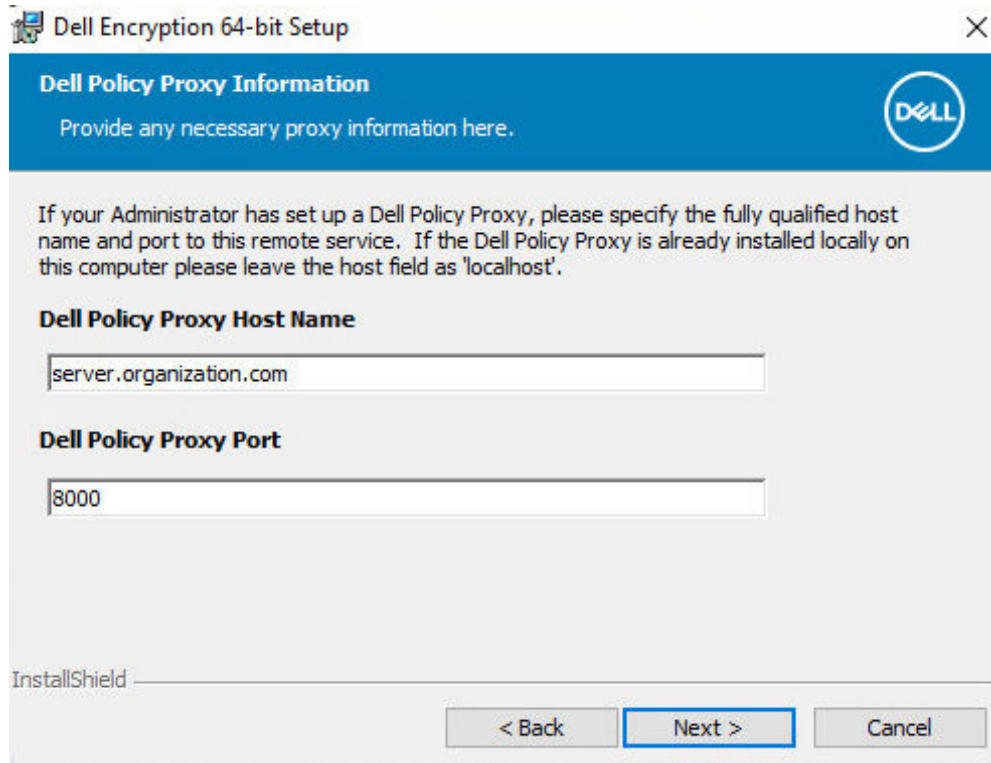 Dell Encryption 64-bit Setup
Dell Policy Proxy Information
Provide any necessary proxy information here.
DELL
If your Administrator has set up a Dell Policy Proxy, please specify the fully qualified host
name and port to this remote service.  If the Dell Policy Proxy is already installed locally on
this computer please leave the host field as 'localhost'.
Dell Policy Proxy Host Name
server.organization.com
Dell Policy Proxy Port
8000
InstallShield
< Back
Next >
Cancel